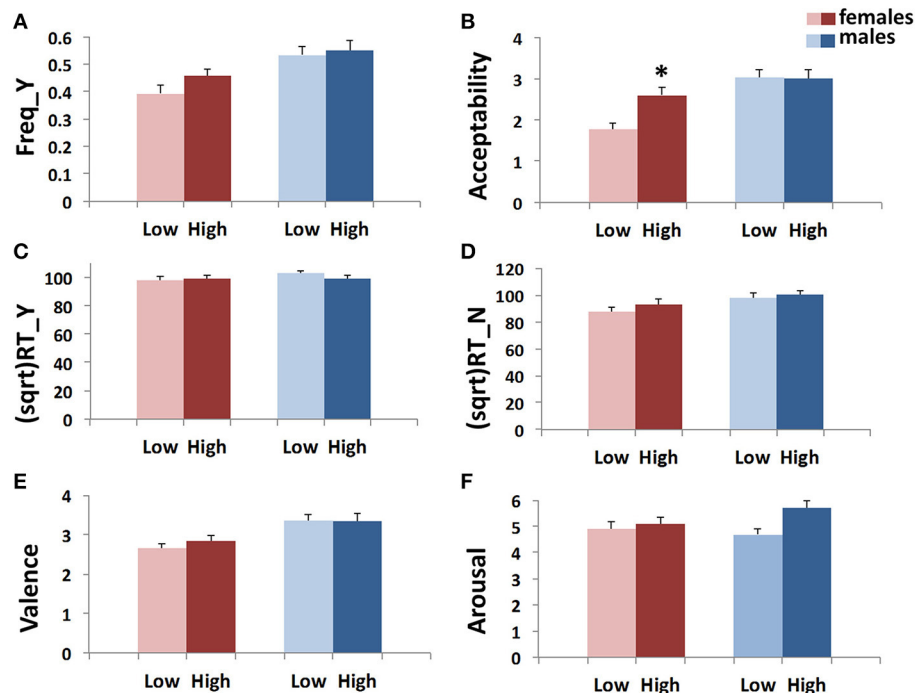 A
Freq_Y
0.6
0.5
0.4
0.3
0.2
0.1
0
Low High
Low High
B
females
males
Acceptability
4
3
2
1
0
*
Low High
Low High
C
(sqrt)RT_Y
100
80
60
40
20
0
Low High
Low High
D
(sqrt)RT_N
120
100
80
60
40
20
0
Low High
Low High
E
Valence
4
3
2
1
0
Low High
Low High
F
Arousal
6
5
4
3
2
1
0
Low High
Low High